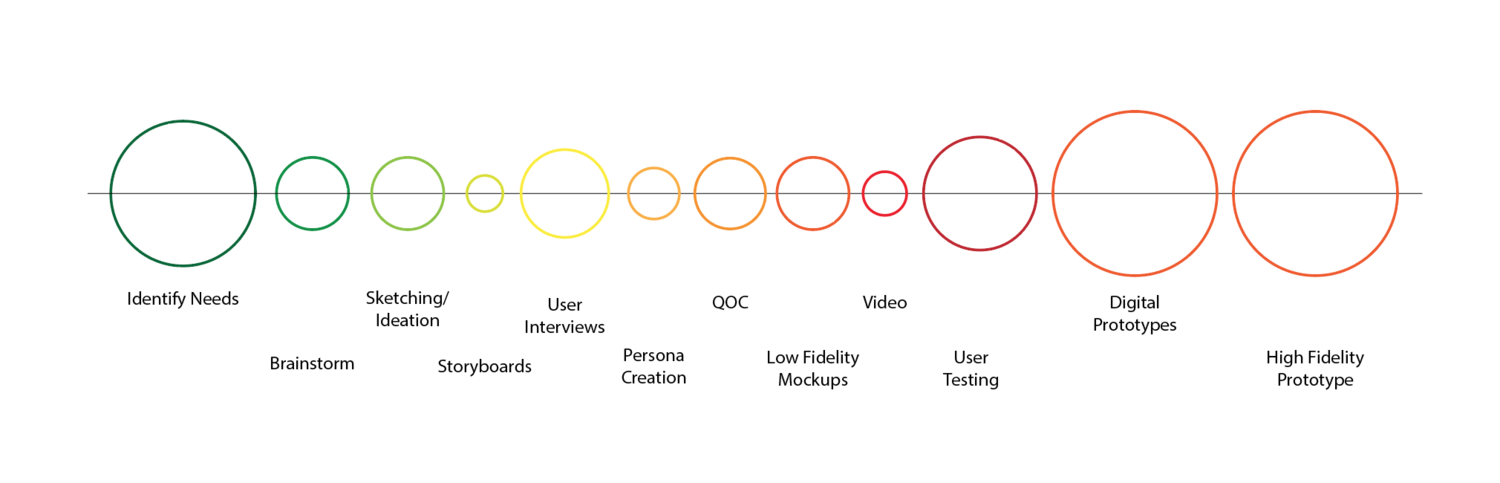 Identify Needs
Brainstorm
Sketching/
Ideation
Storyboards
User
Interviews
Persona
Creation
QOC
Low Fidelity
Mockups
Video
User
Testing
Digital
Prototypes
High Fidelity
Prototype